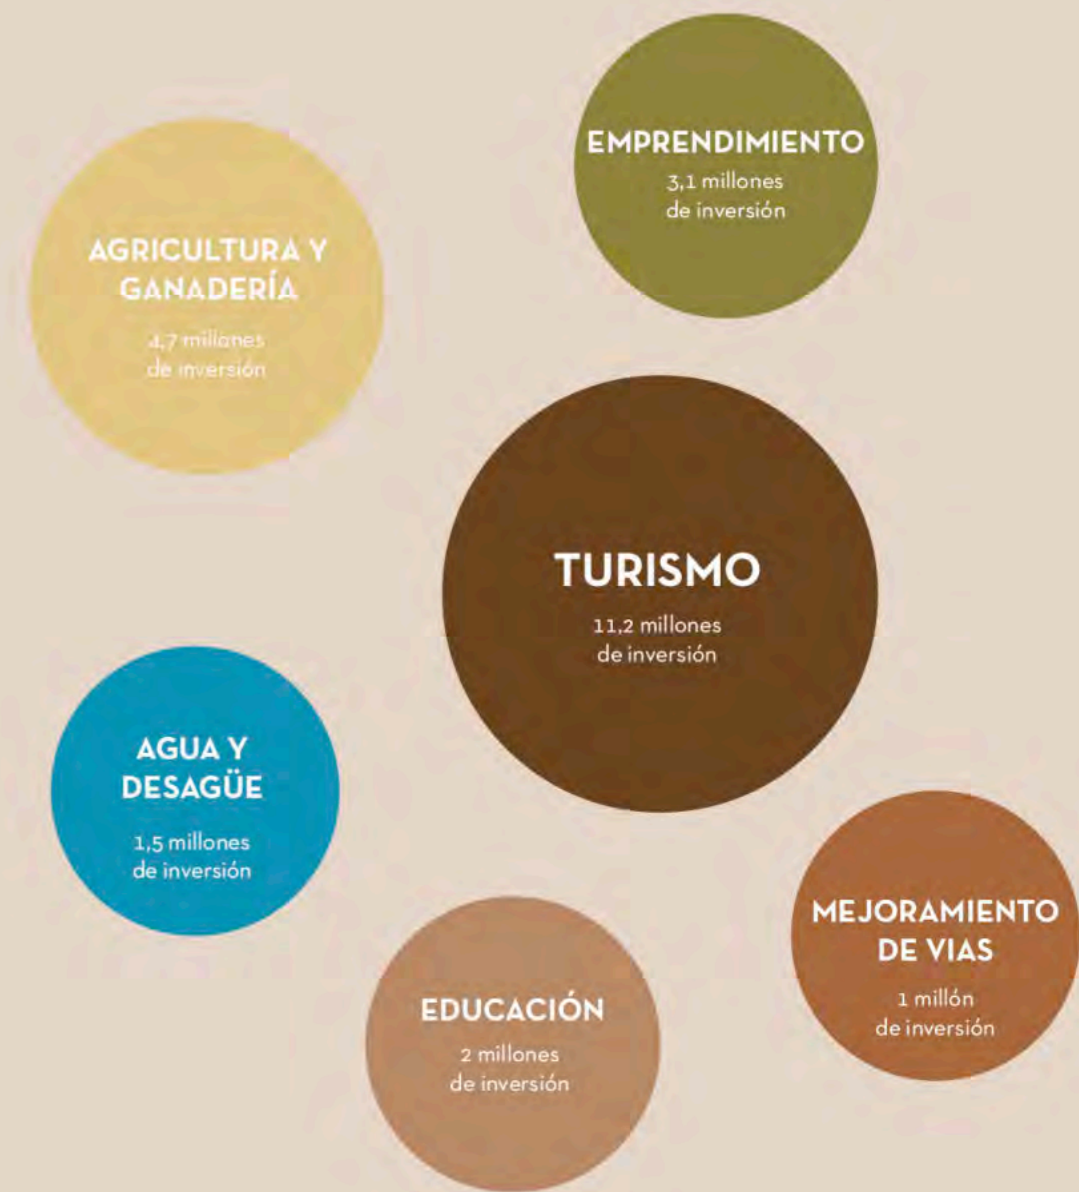 EMPRENDIMIENTO
3,1 millones
de inversión
AGRICULTURA Y
GANADERÍA
4,7 millones
de inversión
TURISMO
11,2 millones
de inversión
AGUA Y
DESAGÜE
1,5 millones
de inversión
MEJORAMIENTO
DE VIAS
1 millón
de inversión
EDUCACIÓN
2 millones
de inversión